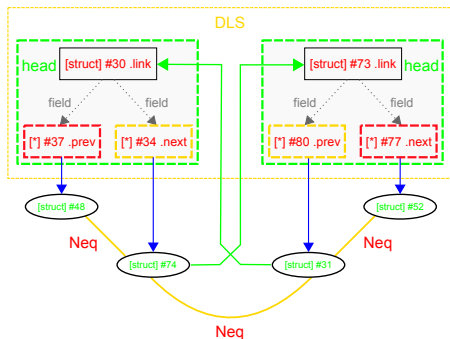 DLS
head
[struct] #30 .link
[struct] #73 .link
head
field
field
field
field
[*] #37 .prev
[*] #34 .next
[*] #80 .prev
[*] #77 .next
[struct] #48
[struct] #52
Neq
Neq
[struct] #74
[struct] #31
Neq